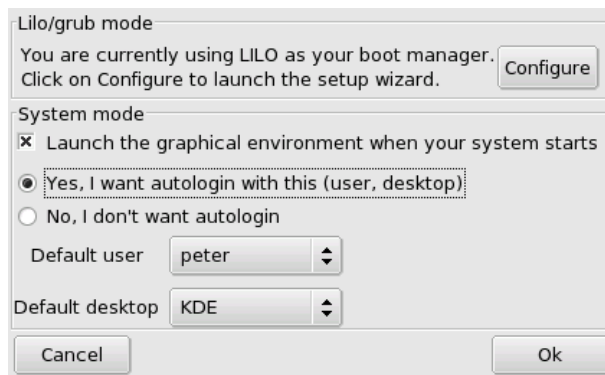 Lilo/grub mode
You are currently using LILO as your boot manager.
Click on Configure to launch the setup wizard.
Configure
System mode
Launch the graphical environment when your system starts
Yes, I want autologin with this (user, desktop)
No, I don't want autologin
Default user peter
Default desktop KDE
Cancel Ok